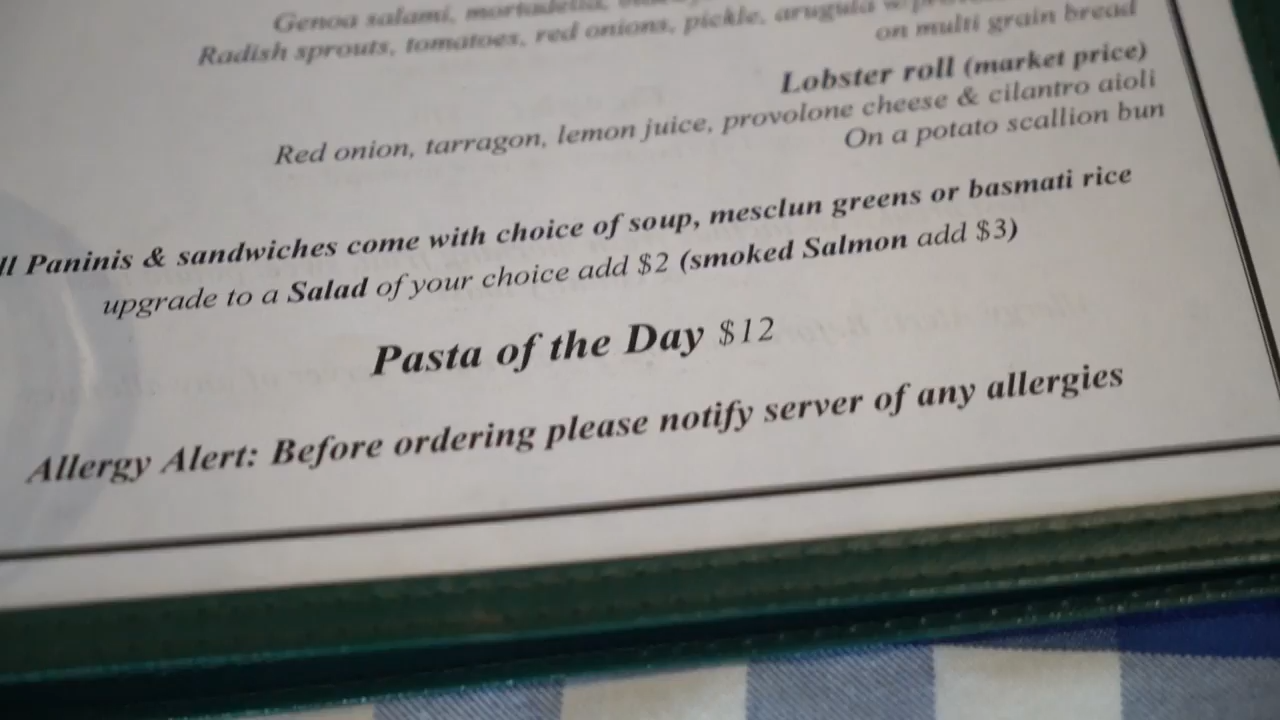 Genoa salami, mortadella,
Radish sprouts, tomatoes, red onions, pickle, arugula w
on multi grain bread
Lobster roll (market price)
Red onion, tarragon, lemon juice, provolone cheese & cilantro aioli
On a potato scallion bun
ll Paninis & sandwiches come with choice of soup, mesclun greens or basmati rice
upgrade to a Salad of your choice add $2 (smoked Salmon add $3)
Pasta of the Day $12
Allergy Alert: Before ordering please notify server of any allergies